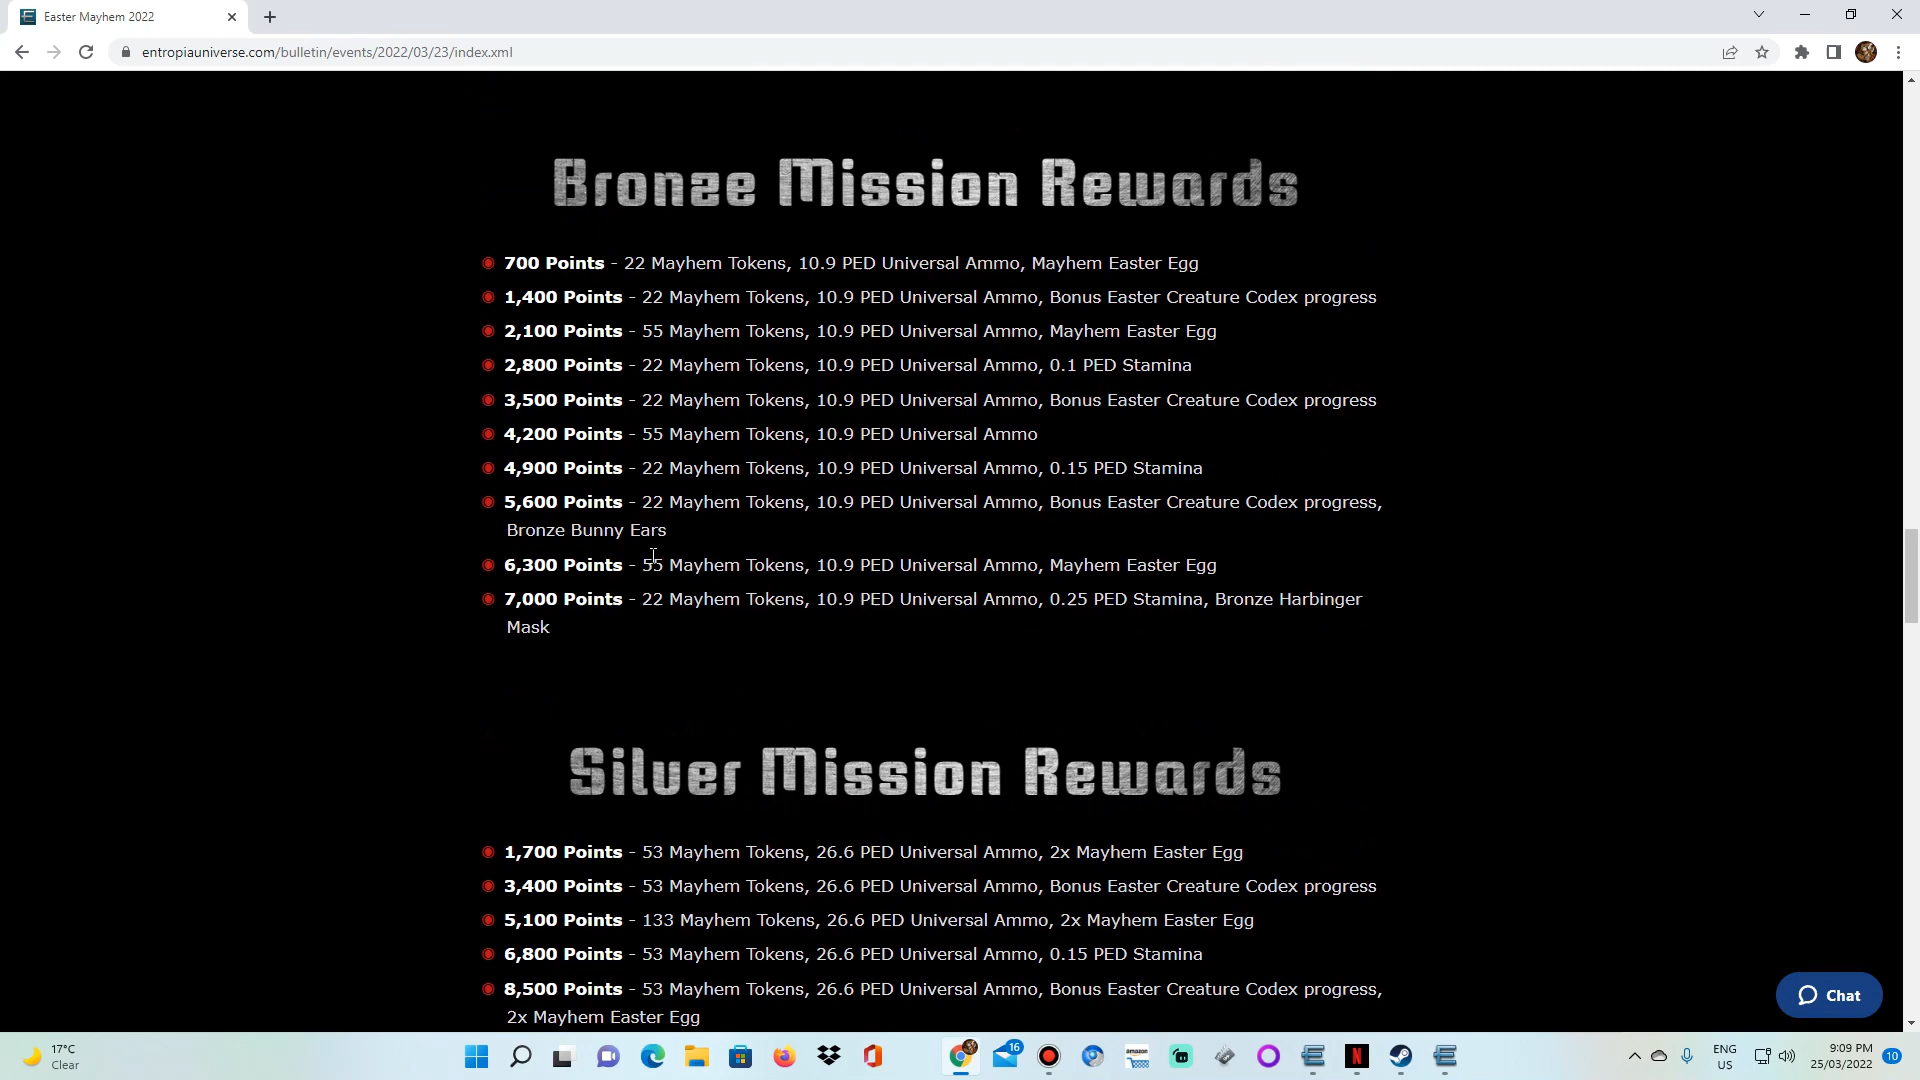 Easter Mayhem 2022
entropiauniverse.com/bulletin/events/2022/03/23/index.xml
Bronze Mission Rewards
700 Points - 22 Mayhem Tokens, 10.9 PED Universal Ammo, Mayhem Easter Egg
1,400 Points - 22 Mayhem Tokens, 10.9 PED Universal Ammo, Bonus Easter Creature Codex progress
2,100 Points - 55 Mayhem Tokens, 10.9 PED Universal Ammo, Mayhem Easter Egg
2,800 Points - 22 Mayhem Tokens, 10.9 PED Universal Ammo, 0.1 PED Stamina
3,500 Points - 22 Mayhem Tokens, 10.9 PED Universal Ammo, Bonus Easter Creature Codex progress
4,200 Points - 55 Mayhem Tokens, 10.9 PED Universal Ammo
4,900 Points - 22 Mayhem Tokens, 10.9 PED Universal Ammo, 0.15 PED Stamina
5,600 Points - 22 Mayhem Tokens, 10.9 PED Universal Ammo, Bonus Easter Creature Codex progress,
Bronze Bunny Ears
6,300 Points - 55 Mayhem Tokens, 10.9 PED Universal Ammo, Mayhem Easter Egg
7,000 Points - 22 Mayhem Tokens, 10.9 PED Universal Ammo, 0.25 PED Stamina, Bronze Harbinger
Mask
Silver Mission Rewards
1,700 Points - 53 Mayhem Tokens, 26.6 PED Universal Ammo, 2x Mayhem Easter Egg
3,400 Points - 53 Mayhem Tokens, 26.6 PED Universal Ammo, Bonus Easter Creature Codex progress
5,100 Points - 133 Mayhem Tokens, 26.6 PED Universal Ammo, 2x Mayhem Easter Egg
6,800 Points - 53 Mayhem Tokens, 26.6 PED Universal Ammo, 0.15 PED Stamina
8,500 Points - 53 Mayhem Tokens, 26.6 PED Universal Ammo, Bonus Easter Creature Codex progress,
2x Mayhem Easter Egg
Chat
17°C
Clear
16
amazon
ENG
US
9:09 PM
25/03/2022
10